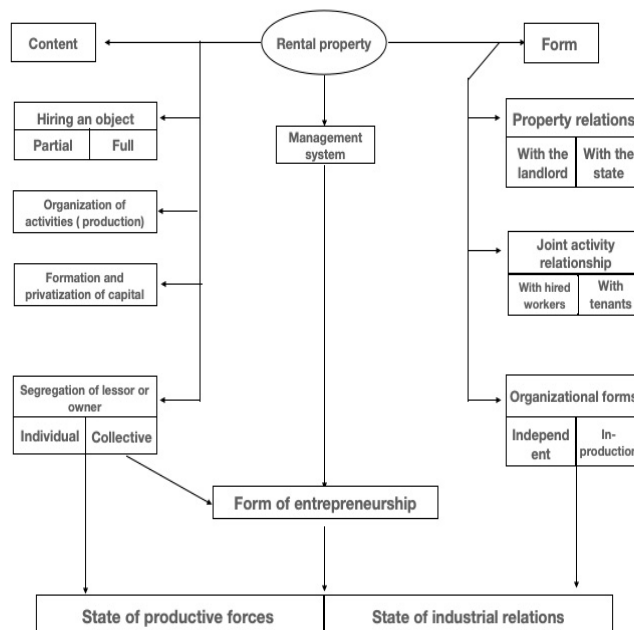 Content
Rental property
Form
Hiring an object
Partial
Full
Management
system
Property relations
With the
landlord
With the
state
Organization of
activities ( production)
Joint activity
relationship
With hired
workers
With
tenants
Formation and
privatization of capital
Segregation of lessor or
owner
Individual
Collective
Organizational forms
Independ
ent
In-
production
Form of entrepreneurship
State of productive forces
State of industrial relations